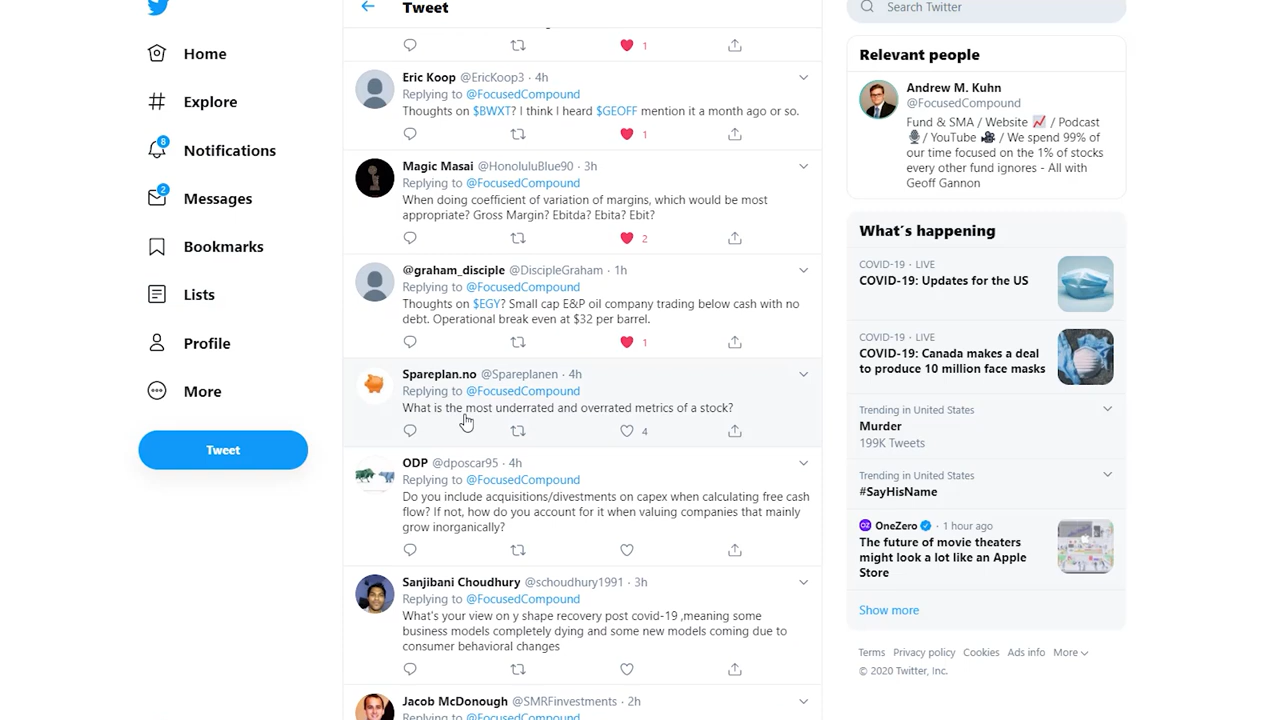 Tweet
Search Twitter
Home
Explore
8
Notifications
2
Messages
Bookmarks
Lists
Profile
More
Tweet
1
Eric Koop @EricKoop3 · 4h
Replying to @FocusedCompound
Thoughts on $BWXT? I think I heard $GEOFF mention it a month ago or so.
1
Magic Masai @HonoluluBlue90 · 3h
Replying to @FocusedCompound
When doing coefficient of variation of margins, which would be most
appropriate? Gross Margin? Ebitda? Ebita? Ebit?
2
@graham_disciple @DiscipleGraham · 1h
Replying to @FocusedCompound
Thoughts on $EGY? Small cap E&P oil company trading below cash with no
debt. Operational break even at $32 per barrel.
1
Spareplan.no @Spareplanen · 4h
Replying to @FocusedCompound
What is the most underrated and overrated metrics of a stock?
4
ODP @dposcar95 · 4h
Replying to @FocusedCompound
Do you include acquisitions/divestments on capex when calculating free cash
flow? If not, how do you account for it when valuing companies that mainly
grow inorganically?
Sanjibani Choudhury @schoudhury1991 · 3h
Replying to @FocusedCompound
What's your view on y shape recovery post covid-19 ,meaning some
business models completely dying and some new models coming due to
consumer behavioral changes
Jacob McDonough @SMRFinvestments · 2h
Replying to @FocusedCompound
Relevant people
Andrew M. Kuhn
@FocusedCompound
Fund & SMA / Website 📈 / Podcast
🎙️/ YouTube 🎥 / We spend 99% of
our time focused on the 1% of stocks
every other fund ignores - All with
Geoff Gannon
What's happening
COVID-19 · LIVE
COVID-19: Updates for the US
COVID-19 · LIVE
COVID-19: Canada makes a deal
to produce 10 million face masks
Trending in United States
Murder
199K Tweets
Trending in United States
#SayHisName
OZ OneZero · 1 hour ago
The future of movie theaters
might look a lot like an Apple
Store
Show more
Terms Privacy policy Cookies Ads info More
© 2020 Twitter, Inc.